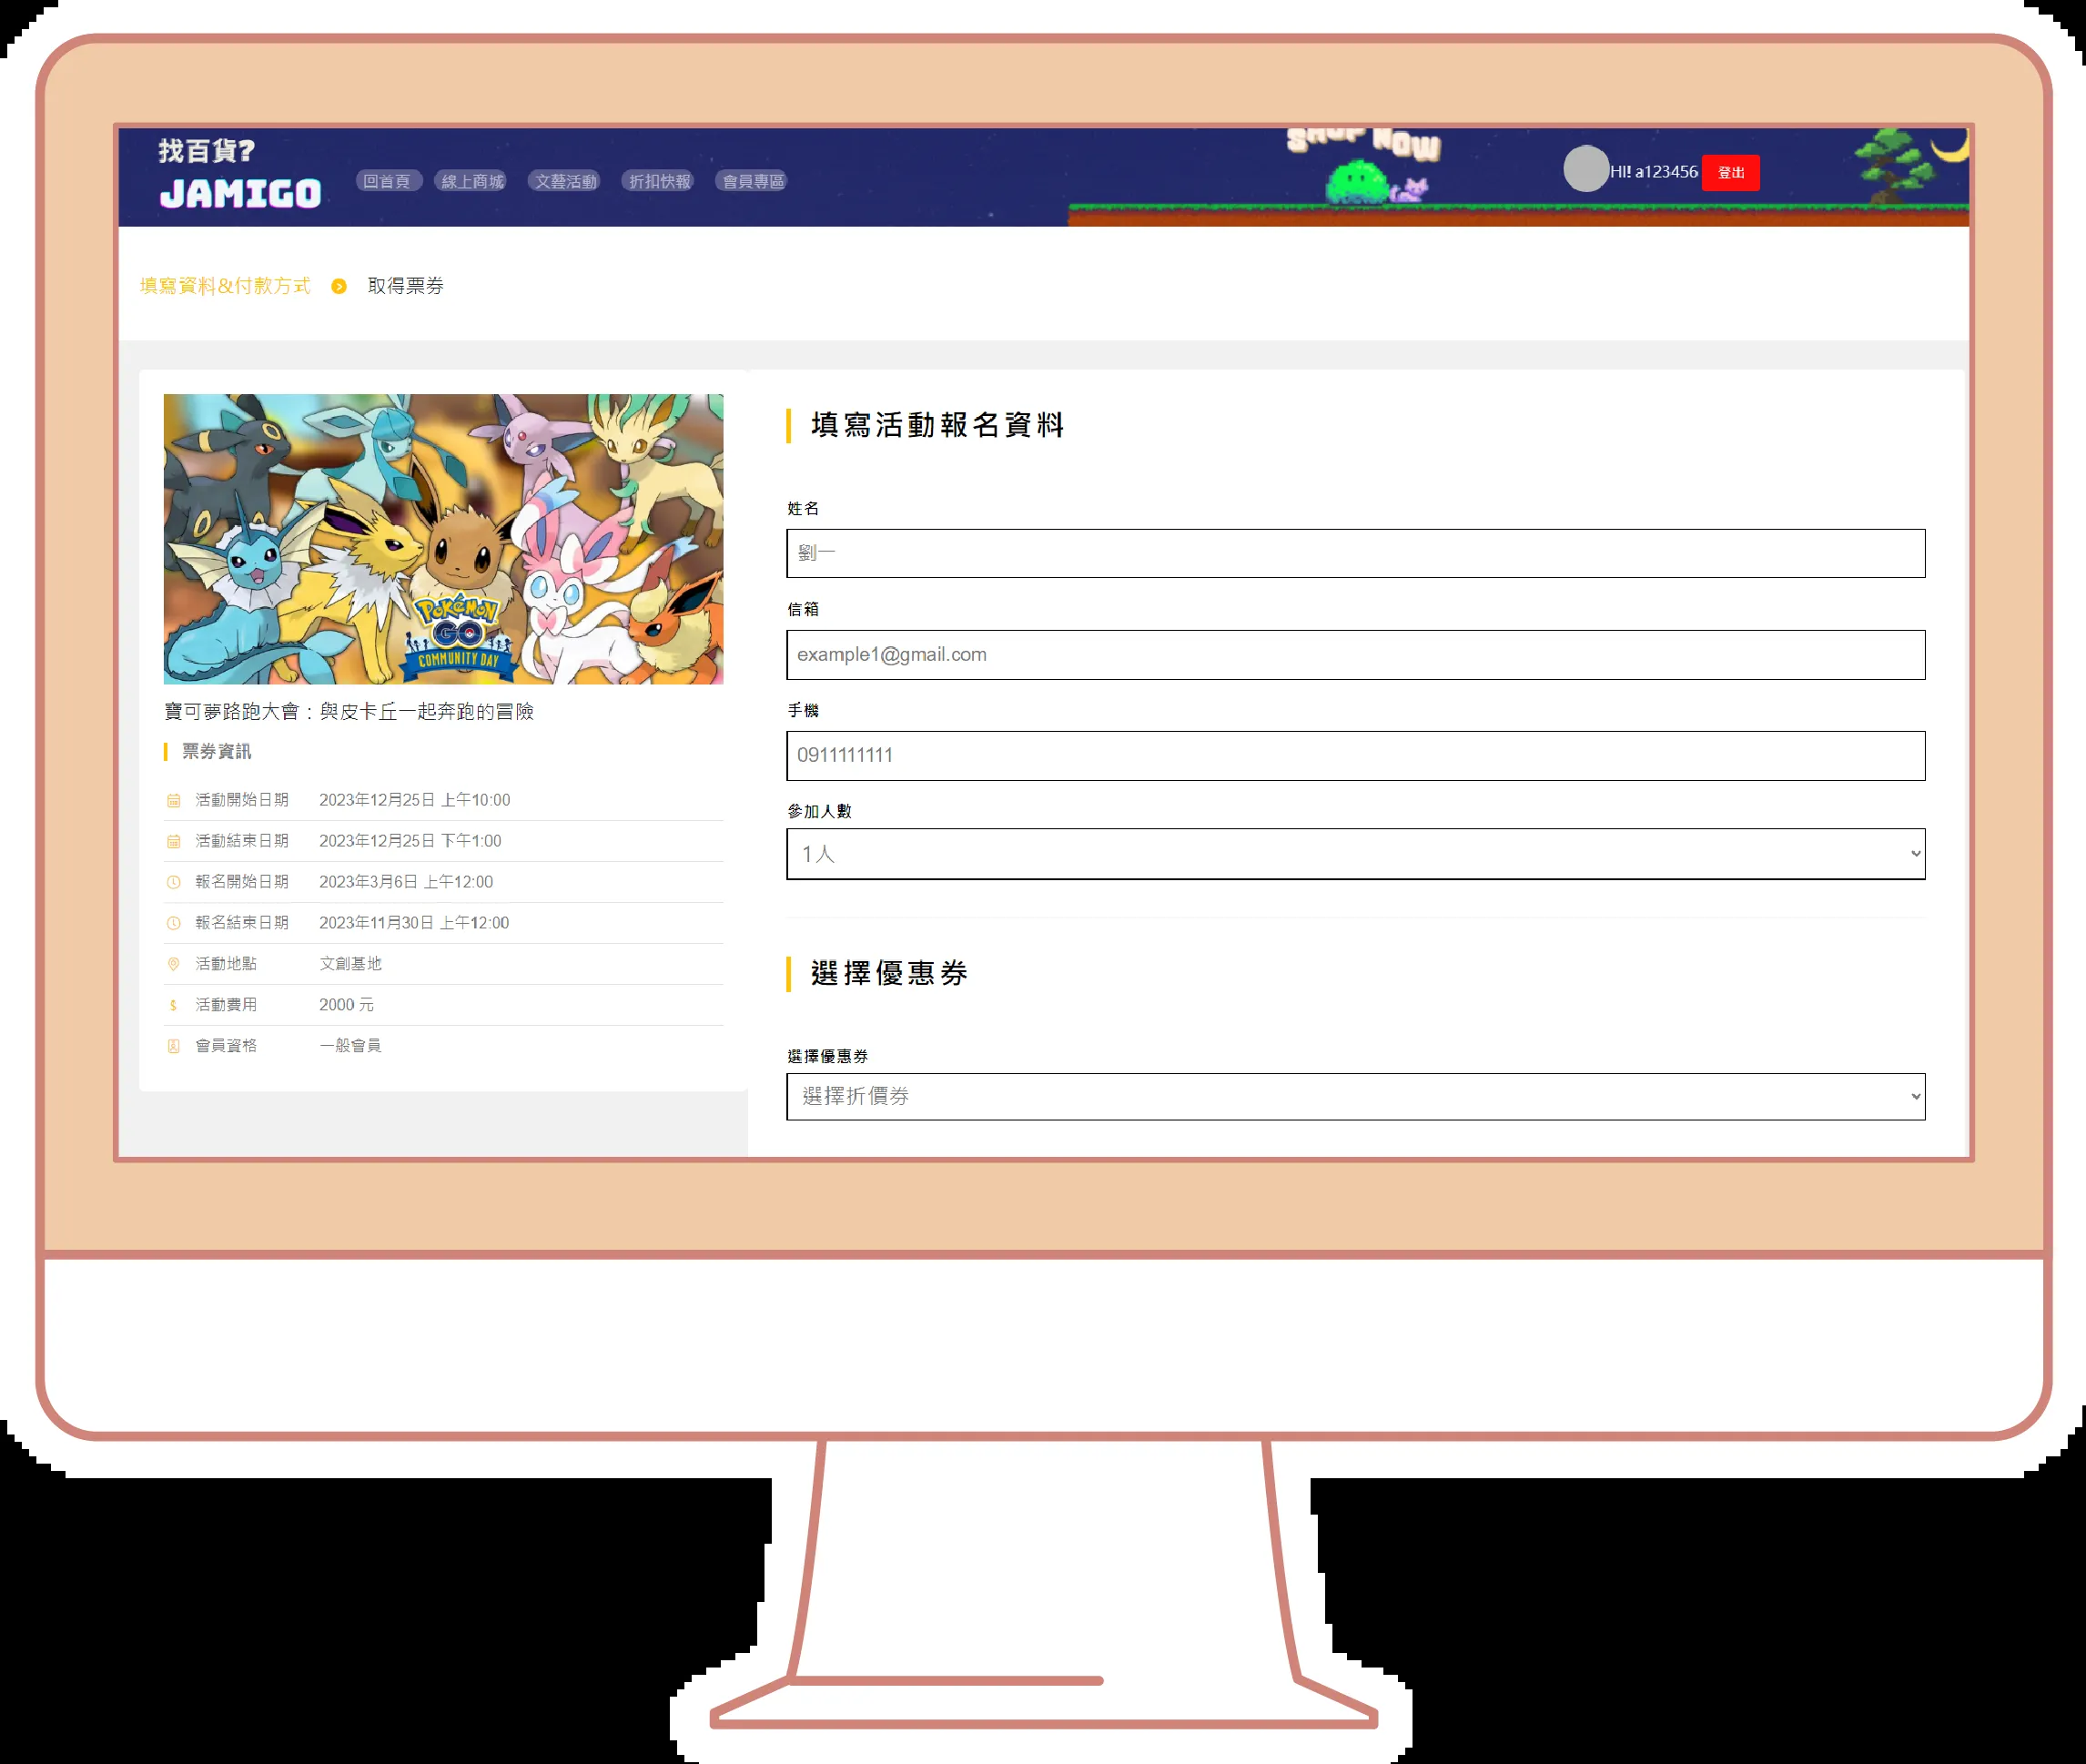 找百貨?
JAMIGO
回首頁 線上商城 文藝活動 折扣快報 會員專區
SHOP NOW
HI! a123456 登出
填寫資料&付款方式 取得票券
Pokémon
GO
COMMUNITY DAY
寶可夢路跑大會：與皮卡丘一起奔跑的冒險
票券資訊
活動開始日期 2023年12月25日 上午10:00
活動結束日期 2023年12月25日 下午1:00
報名開始日期 2023年3月6日 上午12:00
報名結束日期 2023年11月30日 上午12:00
活動地點 文創基地
活動費用 2000 元
會員資格 一般會員
填寫活動報名資料
姓名
劉一
信箱
example1@gmail.com
手機
0911111111
參加人數
1人
選擇優惠券
選擇優惠券
選擇折價券